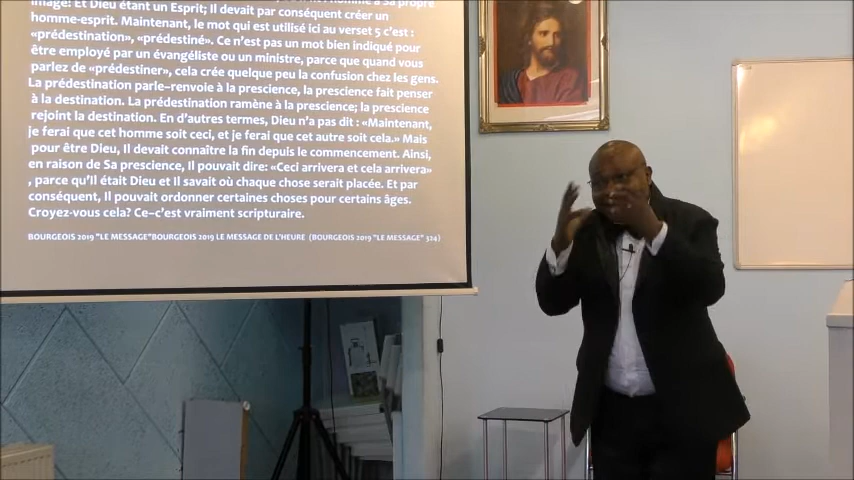 image! Et Dieu étant un Esprit; Il devait par conséquent créer un
homme-esprit. Maintenant, le mot qui est utilisé ici au verset 5 c'est :
«prédestination», «prédestiné». Ce n'est pas un mot bien indiqué pour
être employé par un évangéliste ou un ministre, parce que quand vous
parlez de «prédestiner», cela crée quelque peu la confusion chez les gens.
La prédestination parle–renvoie à la prescience, la prescience fait penser
à la destination. La prédestination ramène à la prescience; la prescience
rejoint la destination. En d'autres termes, Dieu n'a pas dit : «Maintenant,
je ferai que cet homme soit ceci, et je ferai que cet autre soit cela.» Mais
pour être Dieu, Il devait connaître la fin depuis le commencement. Ainsi,
en raison de Sa prescience, Il pouvait dire: «Ceci arrivera et cela arrivera»
, parce qu'Il était Dieu et Il savait où chaque chose serait placée. Et par
conséquent, Il pouvait ordonner certaines choses pour certains âges.
Croyez-vous cela? Ce–c'est vraiment scripturaire.
BOURGEOIS 2019 "LE MESSAGE"BOURGEOIS 2019 LE MESSAGE DE L'HEURE (BOURGEOIS 2019 "LE MESSAGE" 324)